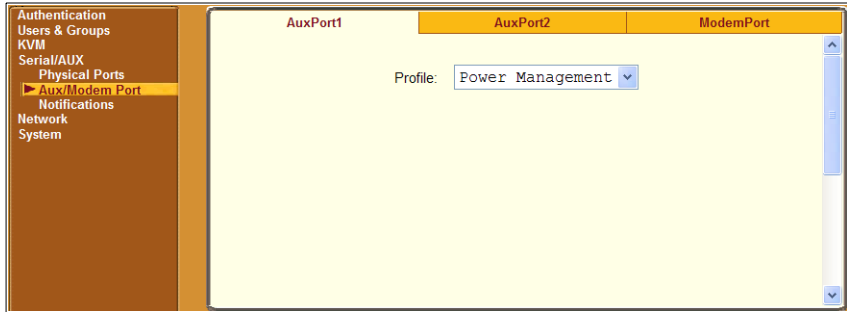 Authentication
Users & Groups
KVM
Serial/AUX
Physical Ports
Aux/Modem Port
Notifications
Network
System
AuxPort1 AuxPort2 ModemPort
Profile: Power Management